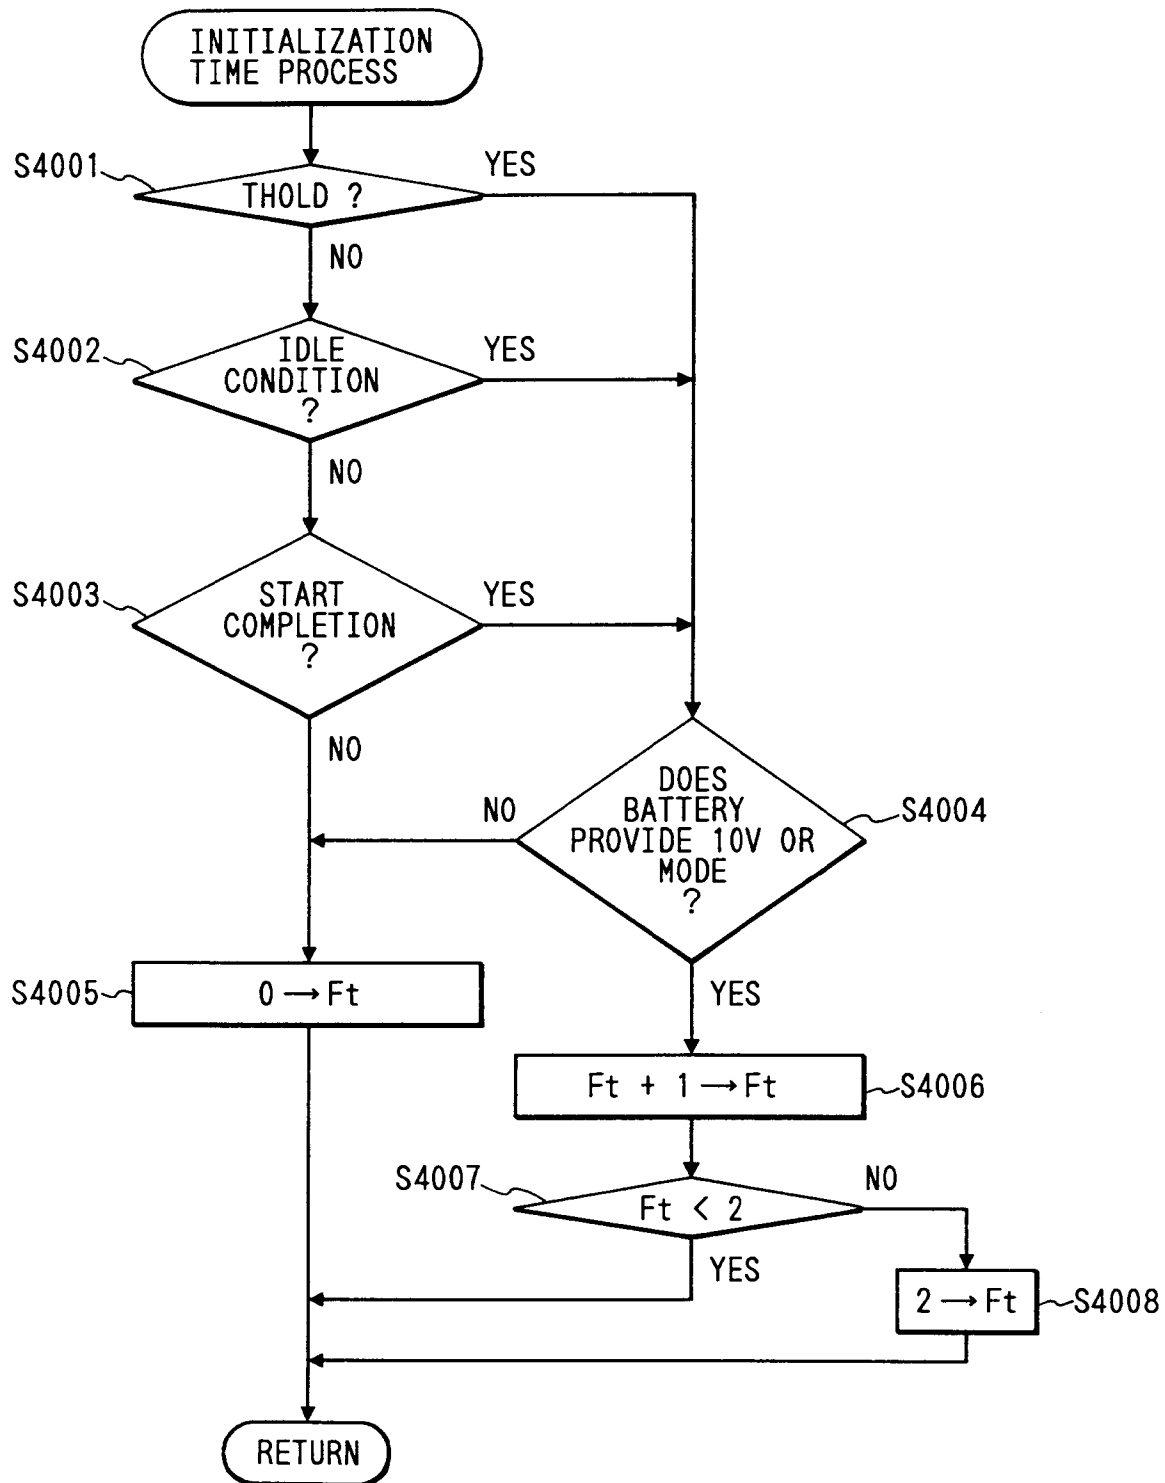 INITIALIZATION
TIME PROCESS
S4001
THOLD ?
YES
NO
S4002
IDLE
CONDITION
?
YES
NO
S4003
START
COMPLETION
?
YES
NO
DOES
BATTERY
PROVIDE 10V OR
MODE
?
NO
S4004
YES
S4005
0 → Ft
Ft + 1 → Ft
S4006
S4007
Ft < 2
NO
YES
2 → Ft
S4008
RETURN